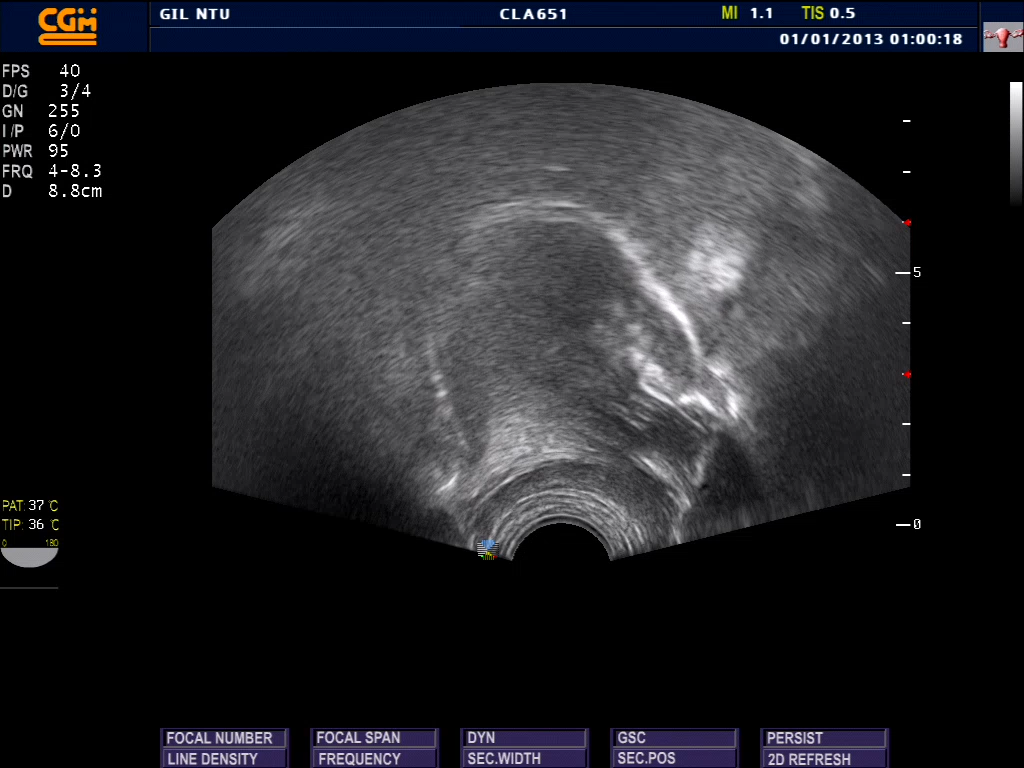 CGM
GIL NTU CLA651 MI 1.1 TIS 0.5
01/01/2013 01:00:18
FPS 40
D/G 3/4
GN 255
I/P 6/0
PWR 95
FRQ 4-8.3
D 8.8cm
5
PAT: 37 °C
TIP: 36 °C
0 180
0
FOCAL NUMBER FOCAL SPAN DYN GSC PERSIST
LINE DENSITY FREQUENCY SEC.WIDTH SEC.POS 2D REFRESH